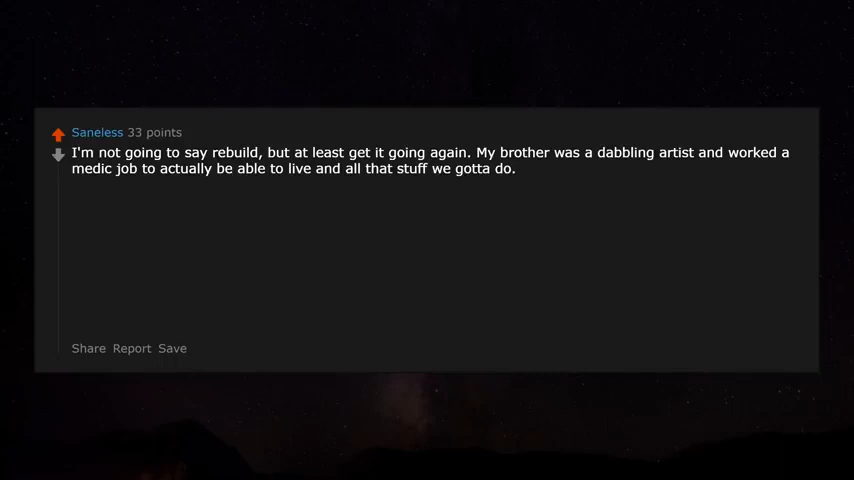 Saneless 33 points
I'm not going to say rebuild, but at least get it going again. My brother was a dabbling artist and worked a
medic job to actually be able to live and all that stuff we gotta do.
Share Report Save